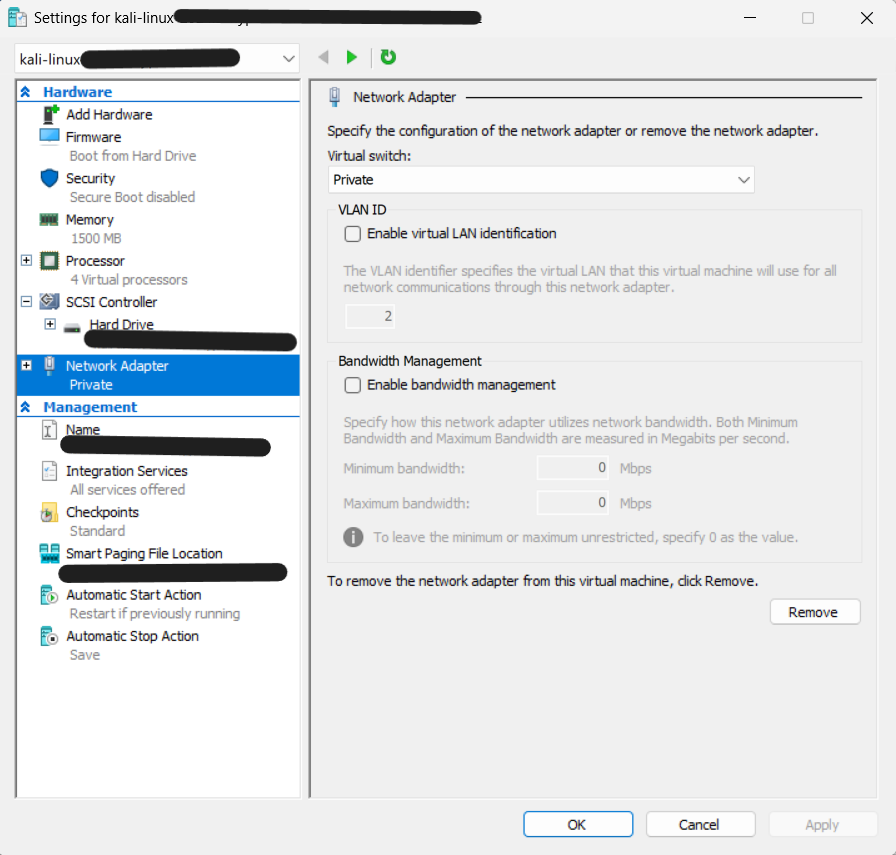 Settings for kali-linux
kali-linux
Hardware
Add Hardware
Firmware
Boot from Hard Drive
Security
Secure Boot disabled
Memory
1500 MB
Processor
4 Virtual processors
SCSI Controller
Hard Drive
Network Adapter
Private
Management
Name
Integration Services
All services offered
Checkpoints
Standard
Smart Paging File Location
Automatic Start Action
Restart if previously running
Automatic Stop Action
Save
Network Adapter
Specify the configuration of the network adapter or remove the network adapter.
Virtual switch:
Private
VLAN ID
Enable virtual LAN identification
The VLAN identifier specifies the virtual LAN that this virtual machine will use for all
network communications through this network adapter.
2
Bandwidth Management
Enable bandwidth management
Specify how this network adapter utilizes network bandwidth. Both Minimum
Bandwidth and Maximum Bandwidth are measured in Megabits per second.
Minimum bandwidth: 0 Mbps
Maximum bandwidth: 0 Mbps
To leave the minimum or maximum unrestricted, specify 0 as the value.
To remove the network adapter from this virtual machine, click Remove.
Remove
OK Cancel Apply